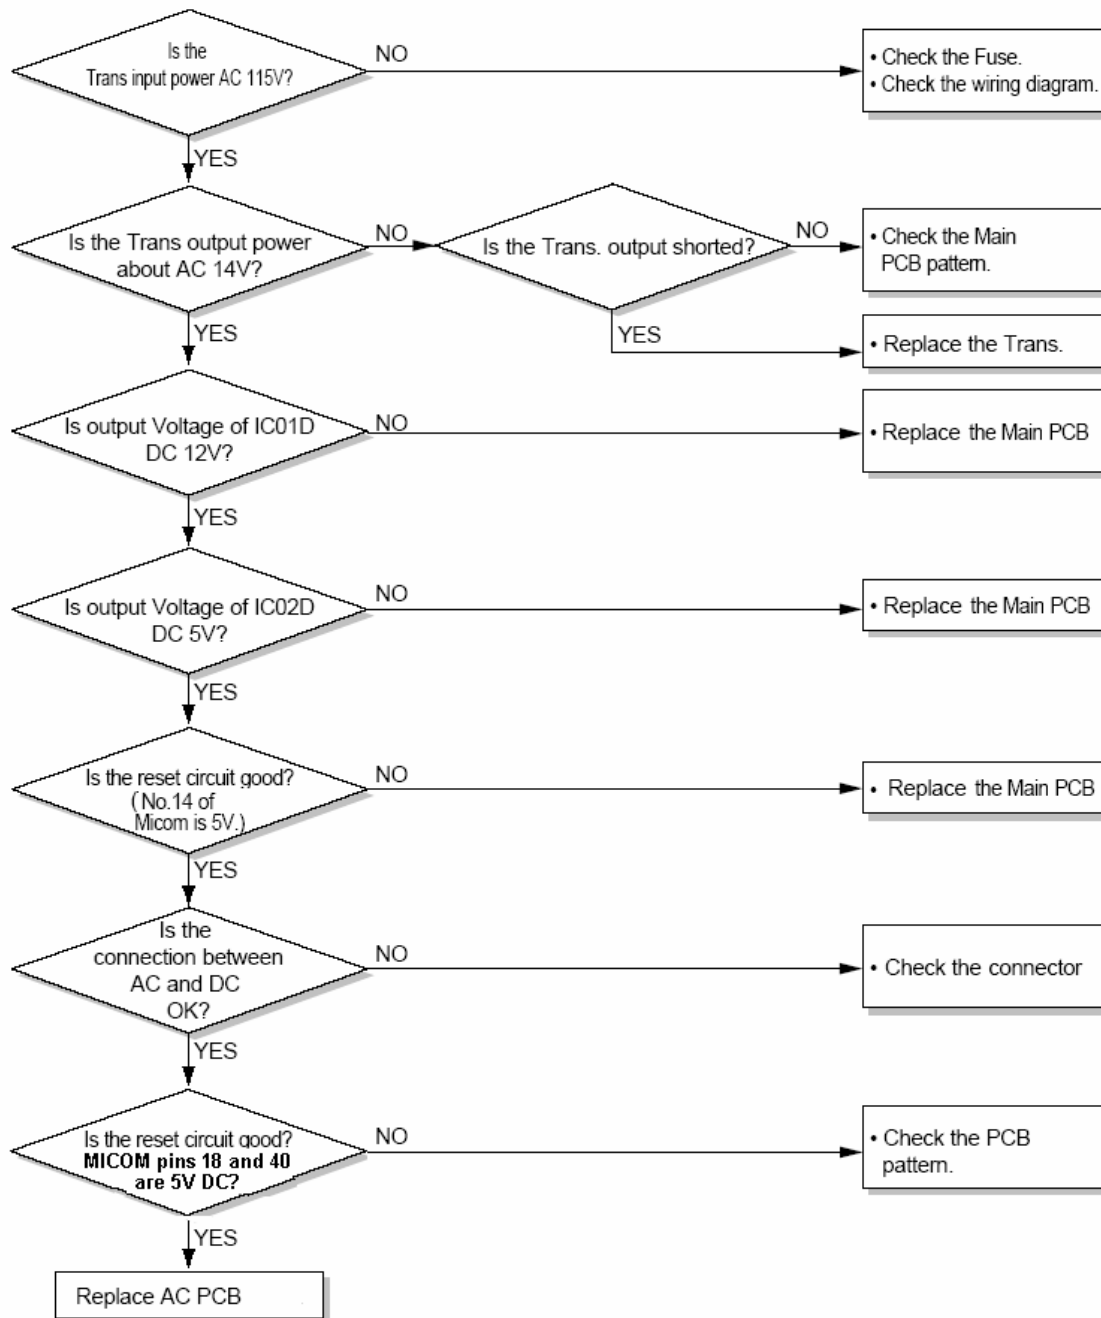 Is the
Trans input power AC 115V?
NO
• Check the Fuse.
• Check the wiring diagram.
YES
Is the Trans output power
about AC 14V?
NO
Is the Trans. output shorted?
NO
• Check the Main
PCB pattern.
YES
YES
• Replace the Trans.
Is output Voltage of IC01D
DC 12V?
NO
• Replace the Main PCB
YES
Is output Voltage of IC02D
DC 5V?
NO
• Replace the Main PCB
YES
Is the reset circuit good?
(No.14 of
Micom is 5V.)
NO
• Replace the Main PCB
YES
Is the
connection between
AC and DC
OK?
NO
• Check the connector
YES
Is the reset circuit good?
MICOM pins 18 and 40
are 5V DC?
NO
• Check the PCB
pattern.
YES
Replace AC PCB